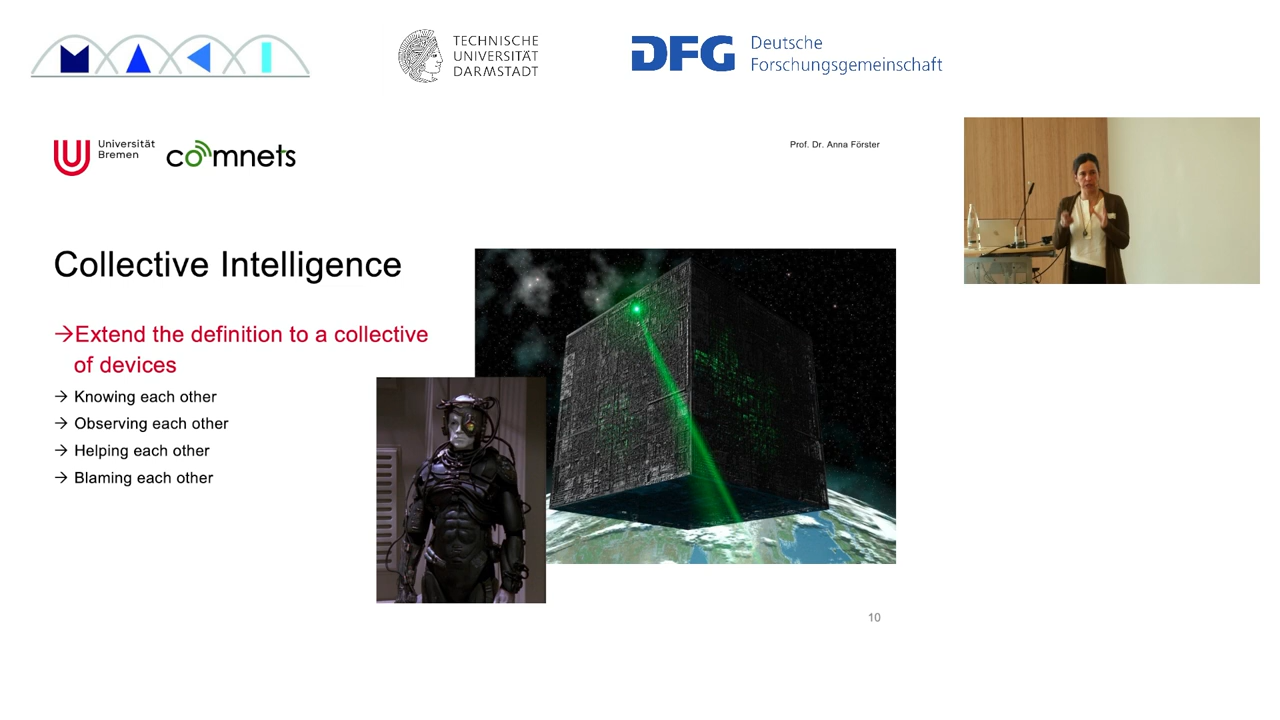 TECHNISCHE
UNIVERSITÄT
DARMSTADT
DFG Deutsche
Forschungsgemeinschaft
Universität
Bremen
comnets
Prof. Dr. Anna Förster
Collective Intelligence
→Extend the definition to a collective
of devices
→ Knowing each other
→ Observing each other
→ Helping each other
→ Blaming each other
10